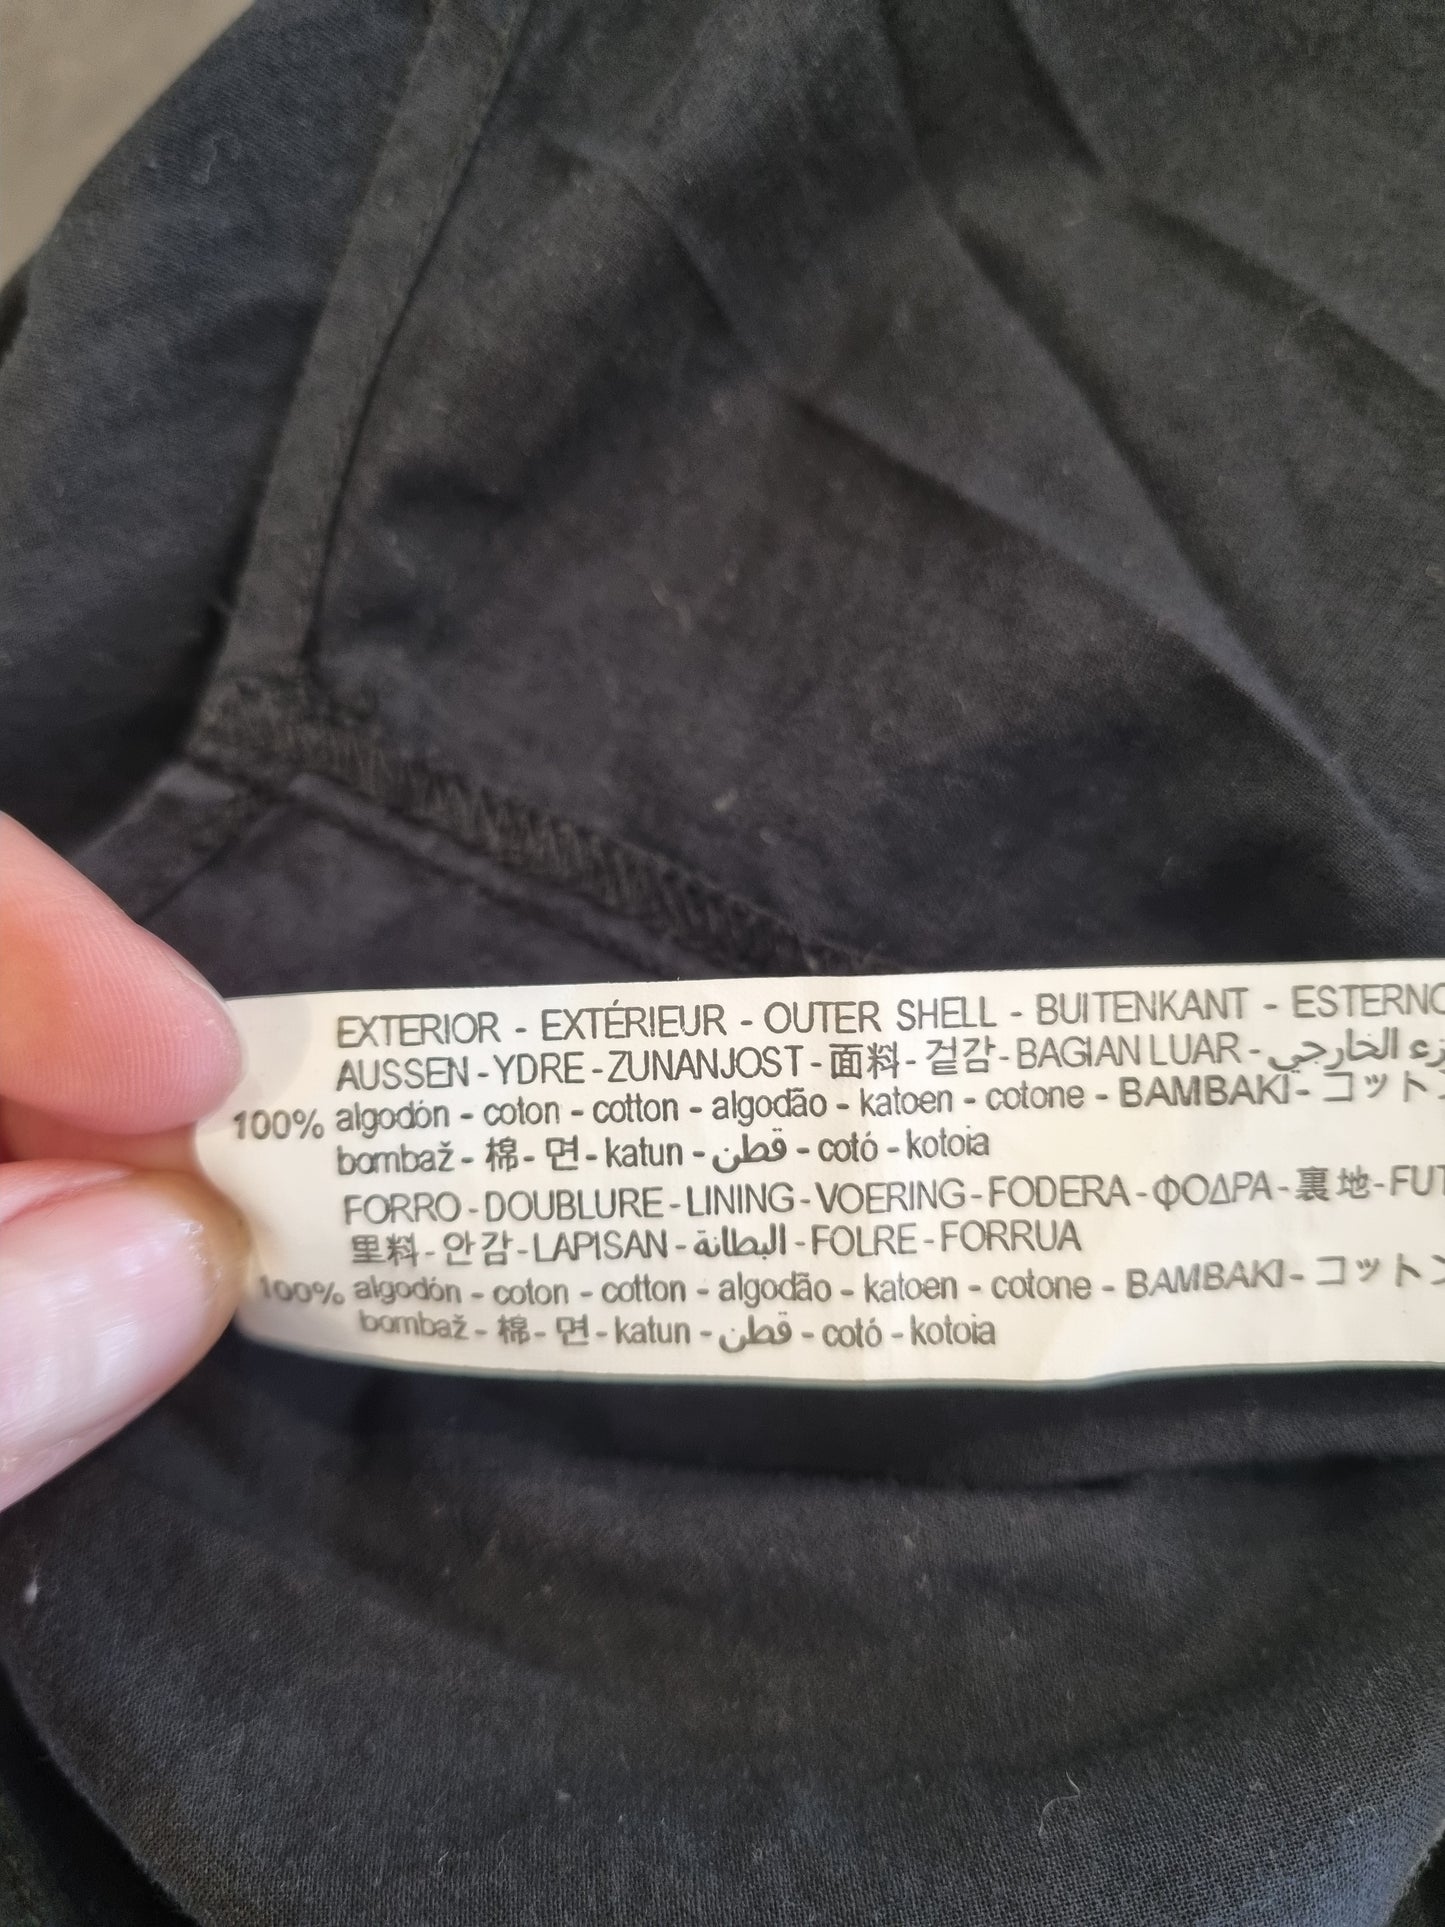 EXTERIOR - EXTÉRIEUR - OUTER SHELL - BUITENKANT - ESTERNO
AUSSEN - YDRE - ZUNANJOST - 面料 - 겉감 - BAGIAN LUAR - الخارجي
100% algodón - coton - cotton - algodão - katoen - cotone - BAMBAKI - コットン
bombaž - 棉 - 면 - katun - قطن - cotó - kotoia
FORRO - DOUBLURE - LINING - VOERING - FODERA - ΦΟΔΡΑ - 裏地 - FUT
里料 - 안감 - LAPISAN - البطانة - FOLRE - FORRUA
100% algodón - coton - cotton - algodão - katoen - cotone - BAMBAKI - コットン
bombaž - 棉 - 면 - katun - قطن - cotó - kotoia